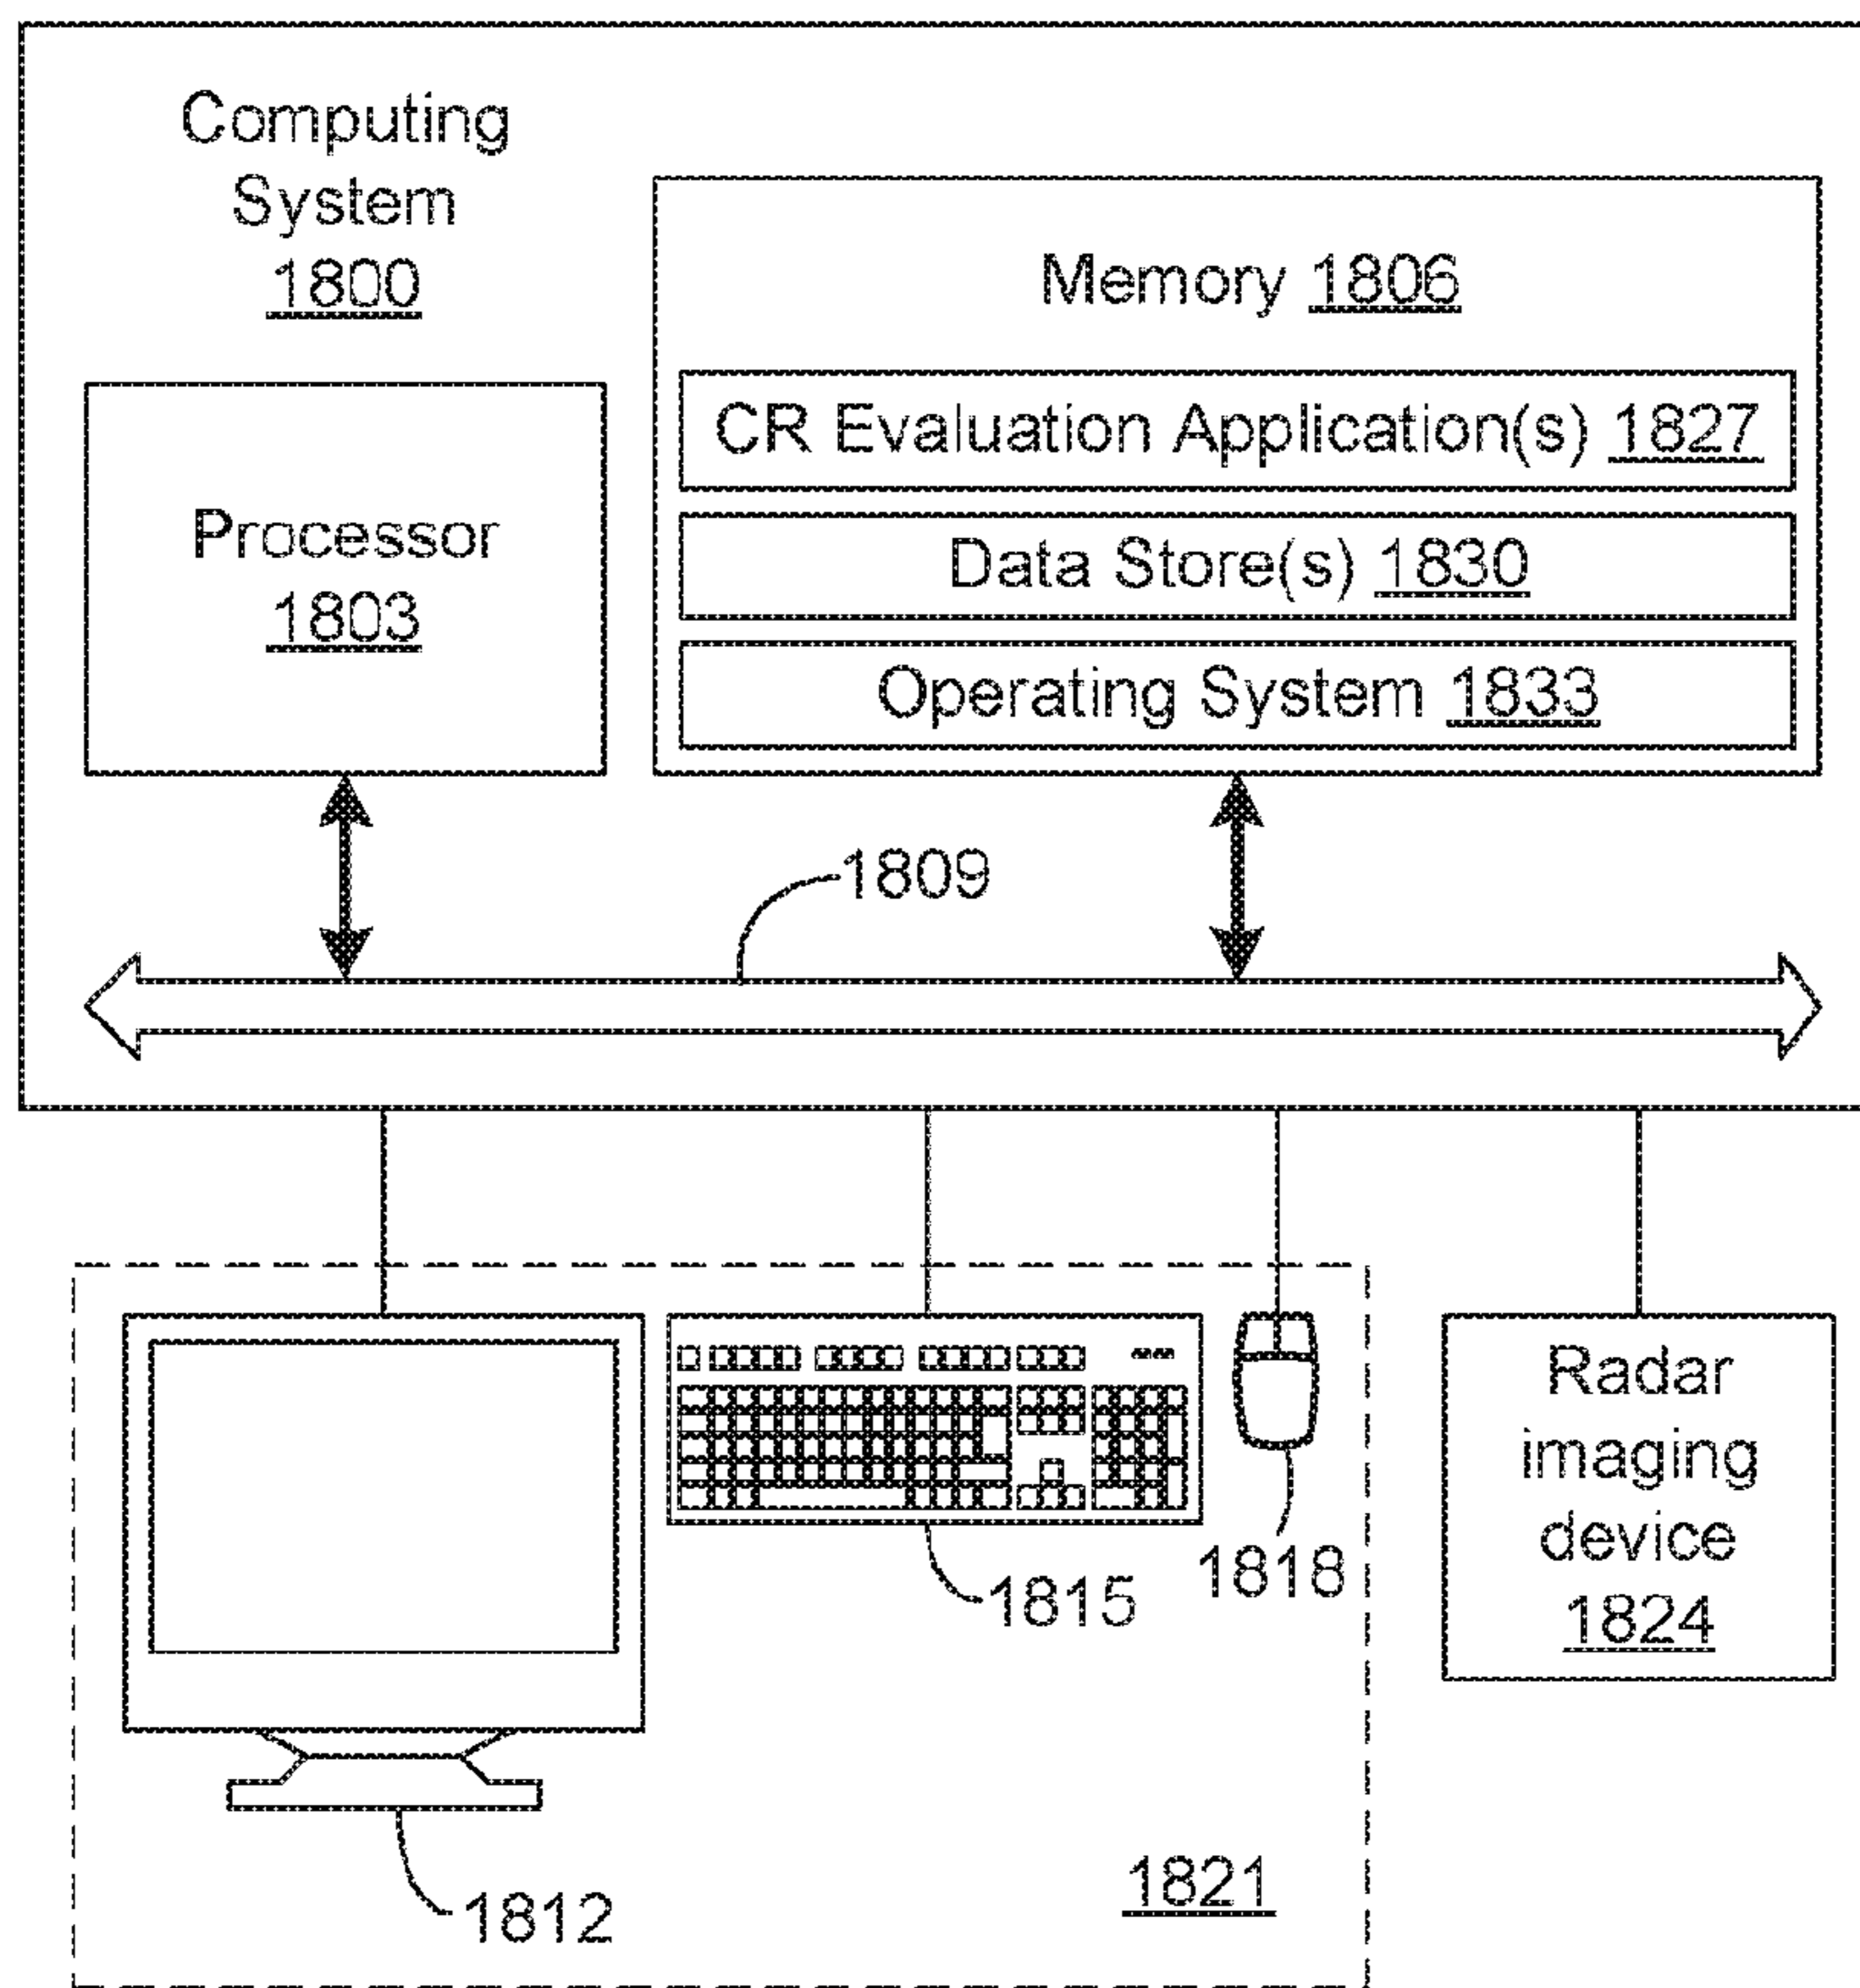 Computing
System
1800
Memory 1806
CR Evaluation Application(s) 1827
Processor
1803
Data Store(s) 1830
Operating System 1833
1809
Radar
imaging
device
1824
1818
1815
1821
1812